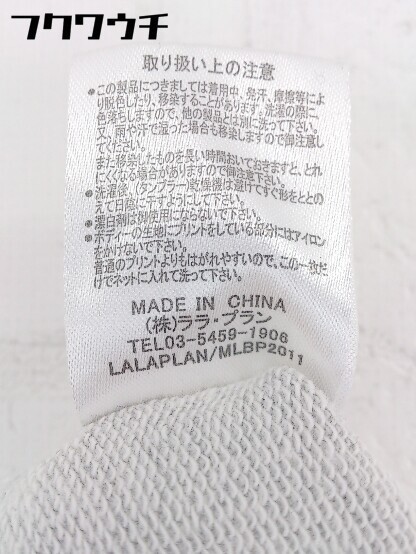 フクワウチ
取り扱い上の注意
●この製品につきましては着用中、発汗、摩擦等によ
り脱色したり、移染することがあります。洗濯の際に
色落ちしますので、他の製品とは別に洗って下さい。
又、雨や汗で湿った場合も移染しますので御注意し
てください。
また移染したものを長い時間おいておきますと、とれ
にくくなる場合がありますので御注意下さい。
●洗濯後、(タンブラー)乾燥機は避けてすぐ形をととの
えて日陰に干すようにして下さい。
●漂白剤は御使用にならないで下さい。
●ボディーの生地にプリントをしている部分にはアイロン
をかけないで下さい。
普通のプリントよりもはがれやすいので、この一枚だ
けでネットに入れて洗って下さい。
MADE IN CHINA
(株)ララ・プラン
TEL03-5459-1906
LALAPLAN/MLBP2011